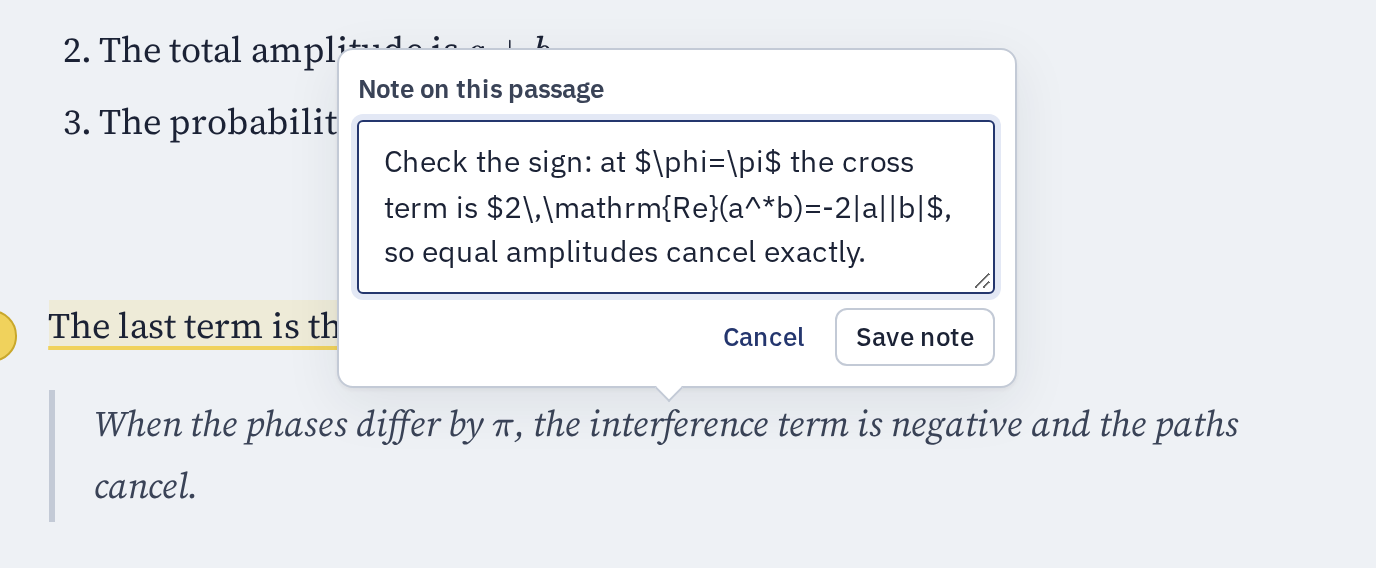 2. The total amplitude is a + b
3. The probabilit
Note on this passage
Check the sign: at $\phi=\pi$ the cross
term is $2\,\mathrm{Re}(a^*b)=-2|a||b|$,
so equal amplitudes cancel exactly.
The last term is th
Cancel
Save note
When the phases differ by π, the interference term is negative and the paths
cancel.